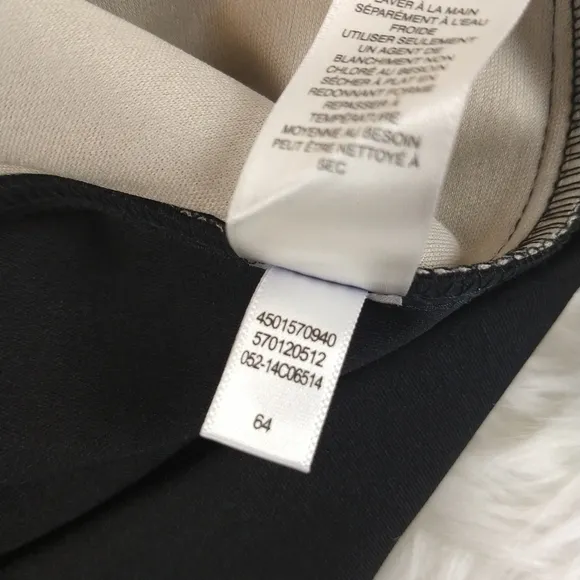 LAVER À LA MAIN
SÉPARÉMENT À L'EAU
FROIDE
UTILISER SEULEMENT
UN AGENT DE
BLANCHIMENT NON
CHLORÉ AU BESOIN
SÉCHER À PLAT EN
REDONNANT FORME
REPASSER À
TEMPÉRATURE
MOYENNE AU BESOIN
PEUT ÊTRE NETTOYÉ À
SEC
4501570940
570120512
052-14C06514
64